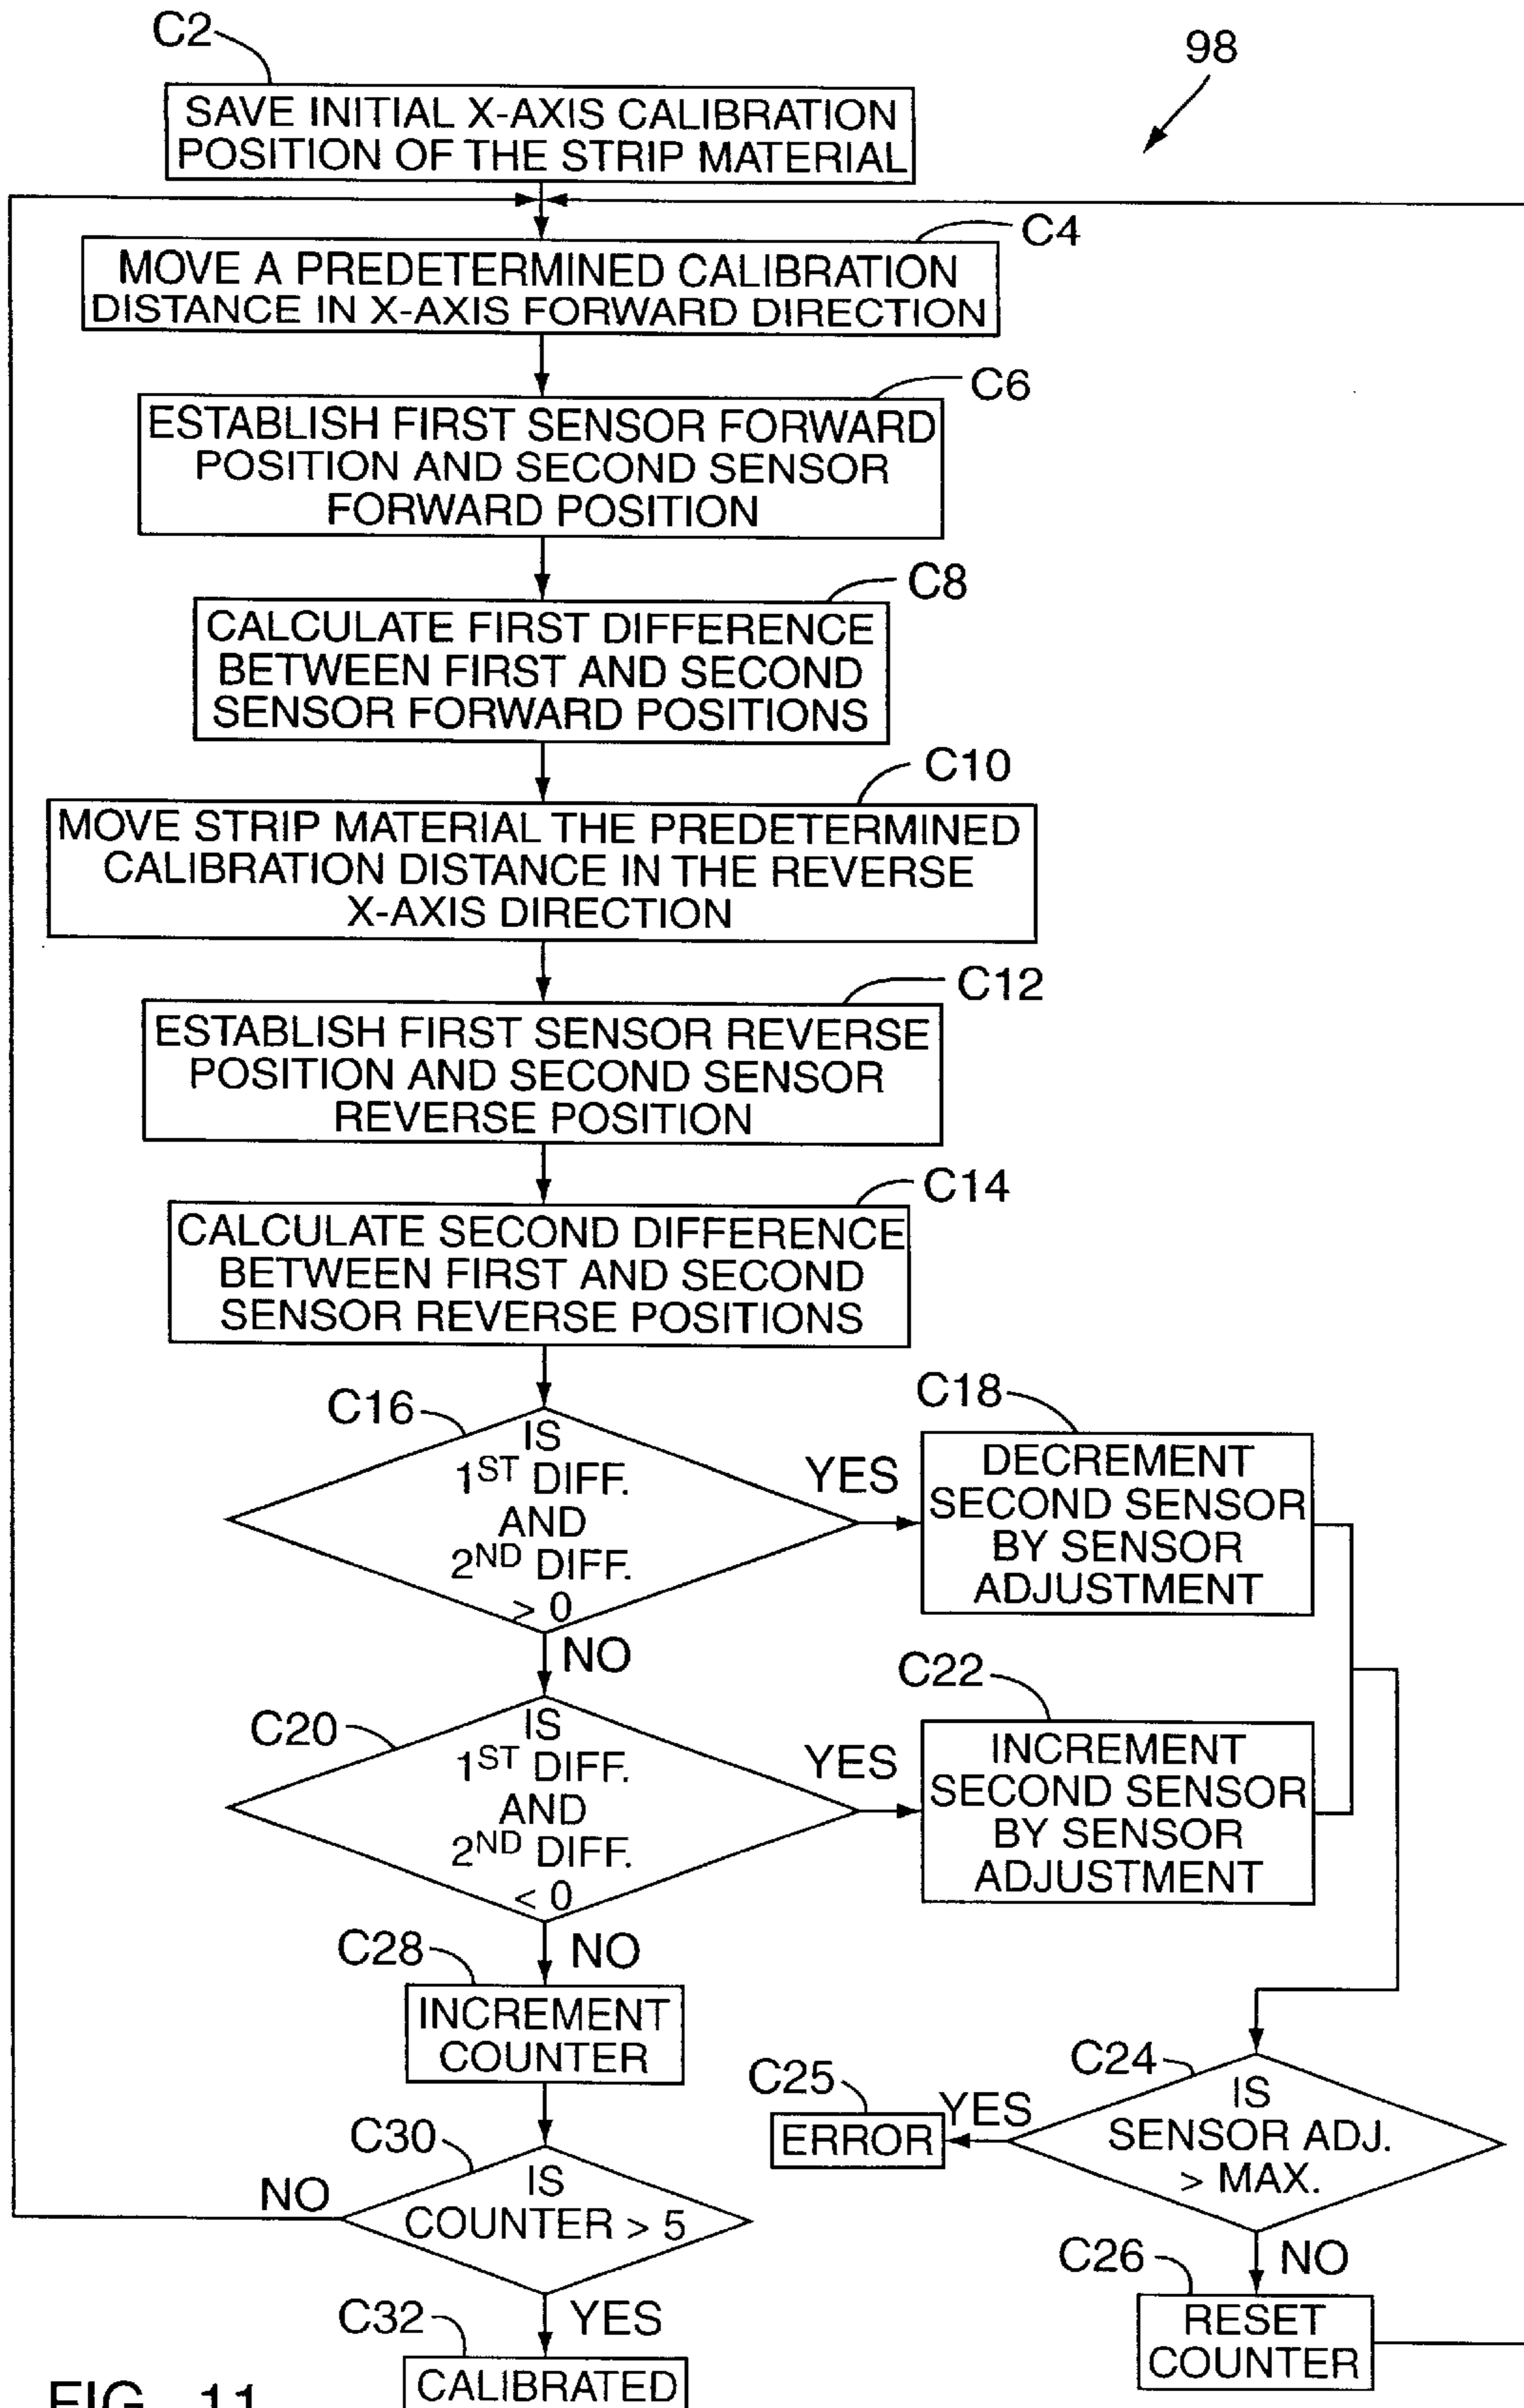 C2
98
SAVE INITIAL X-AXIS CALIBRATION
POSITION OF THE STRIP MATERIAL
C4
MOVE A PREDETERMINED CALIBRATION
DISTANCE IN X-AXIS FORWARD DIRECTION
C6
ESTABLISH FIRST SENSOR FORWARD
POSITION AND SECOND SENSOR
FORWARD POSITION
C8
CALCULATE FIRST DIFFERENCE
BETWEEN FIRST AND SECOND
SENSOR FORWARD POSITIONS
C10
MOVE STRIP MATERIAL THE PREDETERMINED
CALIBRATION DISTANCE IN THE REVERSE
X-AXIS DIRECTION
C12
ESTABLISH FIRST SENSOR REVERSE
POSITION AND SECOND SENSOR
REVERSE POSITION
C14
CALCULATE SECOND DIFFERENCE
BETWEEN FIRST AND SECOND
SENSOR REVERSE POSITIONS
C16
IS
1ST DIFF.
AND
2ND DIFF.
> 0
YES
C18
DECREMENT
SECOND SENSOR
BY SENSOR
ADJUSTMENT
NO
C20
IS
1ST DIFF.
AND
2ND DIFF.
< 0
YES
C22
INCREMENT
SECOND SENSOR
BY SENSOR
ADJUSTMENT
NO
C28
INCREMENT
COUNTER
C24
IS
SENSOR ADJ.
> MAX.
YES
C25
ERROR
C30
IS
COUNTER > 5
NO
NO
C26
RESET
COUNTER
YES
C32
CALIBRATED
FIG. 11